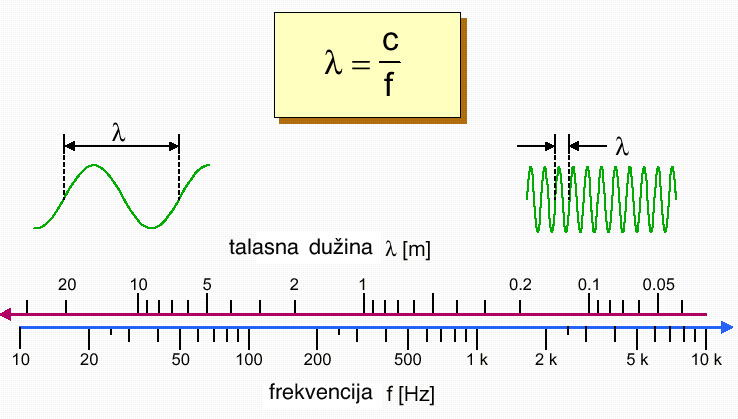 λ = c/f
λ
λ
talasna dužina λ [m]
20 10 5 2 1 0.2 0.1 0.05
10 20 50 100 200 500 1 k 2 k 5 k 10 k
frekvencija f [Hz]